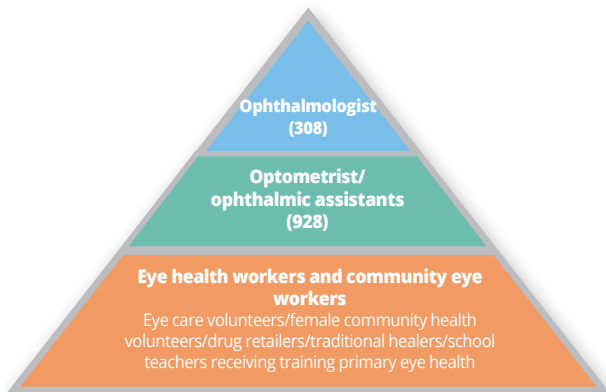 Ophthalmologist
(308)
Optometrist/
ophthalmic assistants
(928)
Eye health workers and community eye
workers
Eye care volunteers/female community health
volunteers/drug retailers/traditional healers/school
teachers receiving training primary eye health